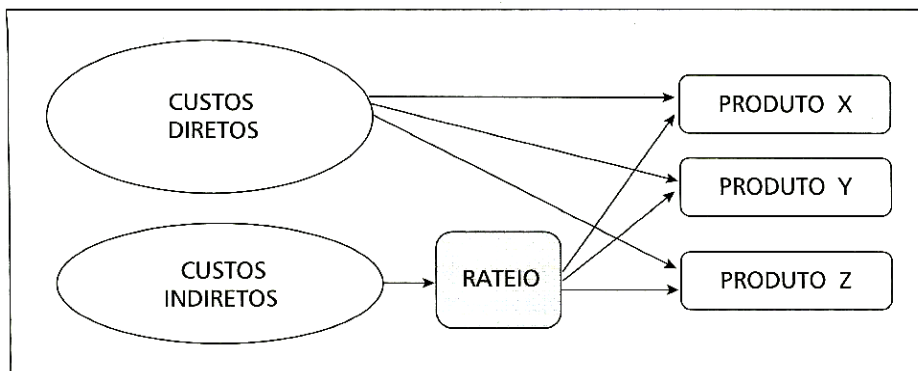 CUSTOS
DIRETOS
PRODUTO X
PRODUTO Y
CUSTOS
INDIRETOS
RATEIO
PRODUTO Z